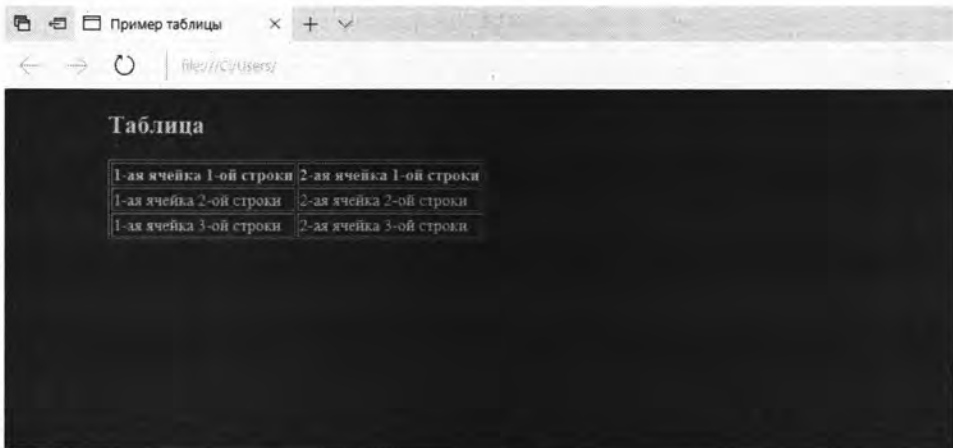 Пример таблицы
file:///C:/Users/
Таблица
1-ая ячейка 1-ой строки 2-ая ячейка 1-ой строки
1-ая ячейка 2-ой строки 2-ая ячейка 2-ой строки
1-ая ячейка 3-ой строки 2-ая ячейка 3-ой строки